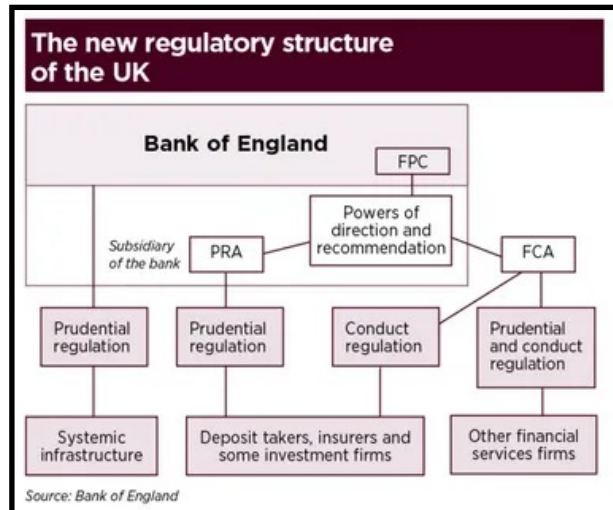 The new regulatory structure
of the UK
Bank of England
FPC
Powers of
direction and
recommendation
Subsidiary
of the bank
PRA
FCA
Prudential
regulation
Prudential
regulation
Conduct
regulation
Prudential
and conduct
regulation
Systemic
infrastructure
Deposit takers, insurers and
some investment firms
Other financial
services firms
Source: Bank of England